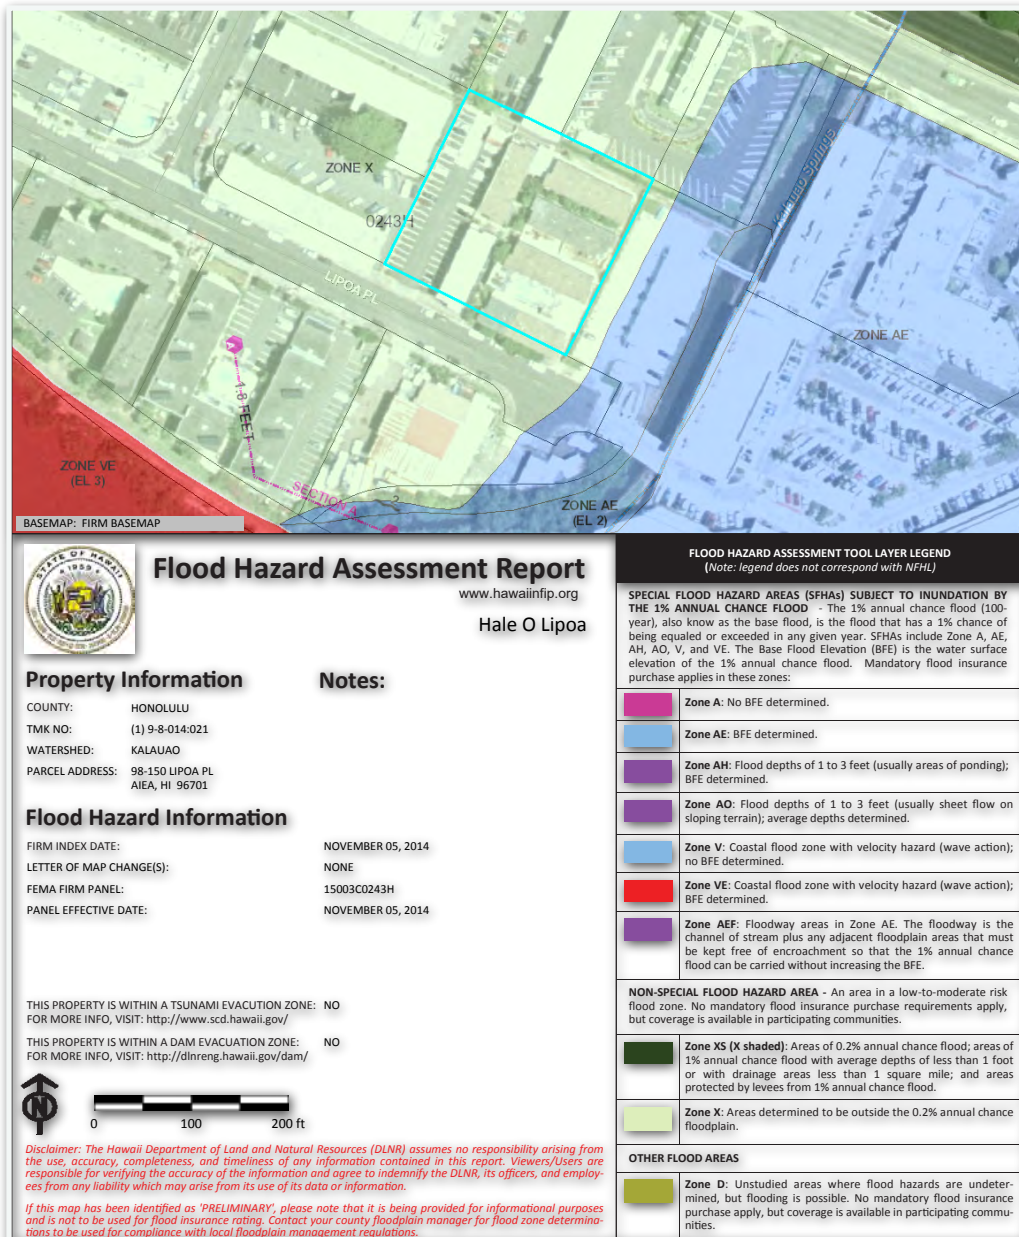 ZONE X
0243H
LIPOA PL
Kalauao Springs
ZONE AE
A
1.8 FEET
SECTION A
2
ZONE VE
(EL 3)
ZONE AE
(EL 2)
BASEMAP: FIRM BASEMAP
STATE OF HAWAII
1959
Flood Hazard Assessment Report
www.hawaiinfip.org
Hale O Lipoa
Property Information
Notes:
COUNTY: HONOLULU
TMK NO: (1) 9-8-014:021
WATERSHED: KALAUAO
PARCEL ADDRESS: 98-150 LIPOA PL
AIEA, HI 96701
Flood Hazard Information
FIRM INDEX DATE: NOVEMBER 05, 2014
LETTER OF MAP CHANGE(S): NONE
FEMA FIRM PANEL: 15003C0243H
PANEL EFFECTIVE DATE: NOVEMBER 05, 2014
THIS PROPERTY IS WITHIN A TSUNAMI EVACUTION ZONE: NO
FOR MORE INFO, VISIT: http://www.scd.hawaii.gov/
THIS PROPERTY IS WITHIN A DAM EVACUATION ZONE: NO
FOR MORE INFO, VISIT: http://dlnreng.hawaii.gov/dam/
N
0 100 200 ft
Disclaimer: The Hawaii Department of Land and Natural Resources (DLNR) assumes no responsibility arising from
the use, accuracy, completeness, and timeliness of any information contained in this report. Viewers/Users are
responsible for verifying the accuracy of the information and agree to indemnify the DLNR, its officers, and employ-
ees from any liability which may arise from its use of its data or information.
If this map has been identified as 'PRELIMINARY', please note that it is being provided for informational purposes
and is not to be used for flood insurance rating. Contact your county floodplain manager for flood zone determina-
tions to be used for compliance with local floodplain management regulations.
FLOOD HAZARD ASSESSMENT TOOL LAYER LEGEND
(Note: legend does not correspond with NFHL)
SPECIAL FLOOD HAZARD AREAS (SFHAs) SUBJECT TO INUNDATION BY
THE 1% ANNUAL CHANCE FLOOD - The 1% annual chance flood (100-
year), also know as the base flood, is the flood that has a 1% chance of
being equaled or exceeded in any given year. SFHAs include Zone A, AE,
AH, AO, V, and VE. The Base Flood Elevation (BFE) is the water surface
elevation of the 1% annual chance flood. Mandatory flood insurance
purchase applies in these zones:
Zone A: No BFE determined.
Zone AE: BFE determined.
Zone AH: Flood depths of 1 to 3 feet (usually areas of ponding);
BFE determined.
Zone AO: Flood depths of 1 to 3 feet (usually sheet flow on
sloping terrain); average depths determined.
Zone V: Coastal flood zone with velocity hazard (wave action);
no BFE determined.
Zone VE: Coastal flood zone with velocity hazard (wave action);
BFE determined.
Zone AEF: Floodway areas in Zone AE. The floodway is the
channel of stream plus any adjacent floodplain areas that must
be kept free of encroachment so that the 1% annual chance
flood can be carried without increasing the BFE.
NON-SPECIAL FLOOD HAZARD AREA - An area in a low-to-moderate risk
flood zone. No mandatory flood insurance purchase requirements apply,
but coverage is available in participating communities.
Zone XS (X shaded): Areas of 0.2% annual chance flood; areas of
1% annual chance flood with average depths of less than 1 foot
or with drainage areas less than 1 square mile; and areas
protected by levees from 1% annual chance flood.
Zone X: Areas determined to be outside the 0.2% annual chance
floodplain.
OTHER FLOOD AREAS
Zone D: Unstudied areas where flood hazards are undeter-
mined, but flooding is possible. No mandatory flood insurance
purchase apply, but coverage is available in participating commu-
nities.